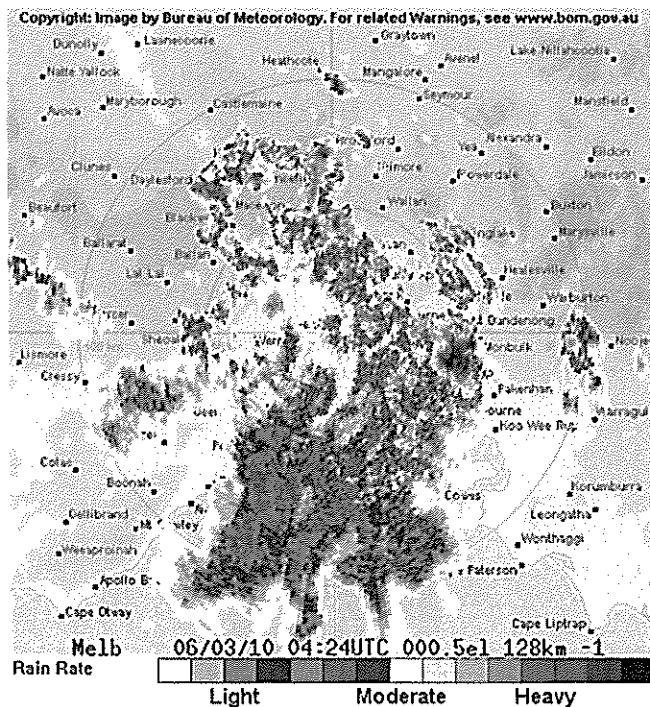 Copyright: Image by Bureau of Meteorology. For related Warnings, see www.bom.gov.au
Dunolly
Graytown
Lake Nillahcootie
Heathcote
Avenel
Natte Yallock
Mangalore
Seymour
Avoca
Maryborough
Castlemaine
Mansfield
Yea
Alexandra
Eildon
Clunes
Daylesford
Kilmore
Flowerdale
Jamieson
Beaufort
Wallan
Buxton
Marysville
Ballarat
Ballan
Lal Lal
Healesville
Warburton
Dandenong
Lismore
Monbulk
Noojee
Cressy
Pakenham
Koo Wee Rup
Warragul
Colac
Boonah
Cowes
Korumburra
Gellibrand
Leongatha
Weeaproinah
Wonthaggi
Paterson
Apollo B
Cape Otway
Cape Liptrap
Melb 06/03/10 04:24UTC 000.5el 128km -1
Rain Rate
Light Moderate Heavy